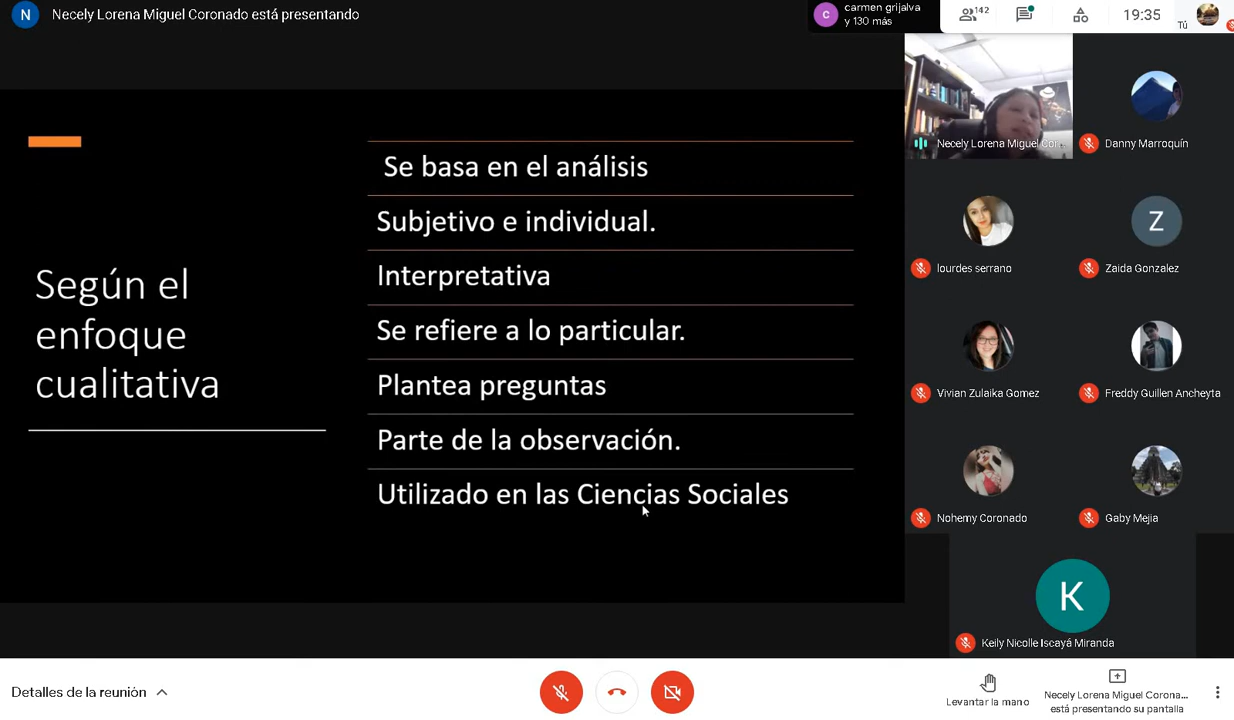 N
Necely Lorena Miguel Coronado está presentando
c
carmen grijalva
y 130 más
142
19:35
Tú
Según el
enfoque
cualitativa
Se basa en el análisis
Subjetivo e individual.
Interpretativa
Se refiere a lo particular.
Plantea preguntas
Parte de la observación.
Utilizado en las Ciencias Sociales
Necely Lorena Miguel Cor...
Danny Marroquín
lourdes serrano
Z
Zaida Gonzalez
Vivian Zulaika Gomez
Freddy Guillen Ancheyta
Nohemy Coronado
Gaby Mejia
K
Keily Nicolle Iscayá Miranda
Detalles de la reunión
Levantar la mano
Necely Lorena Miguel Corona...
está presentando su pantalla